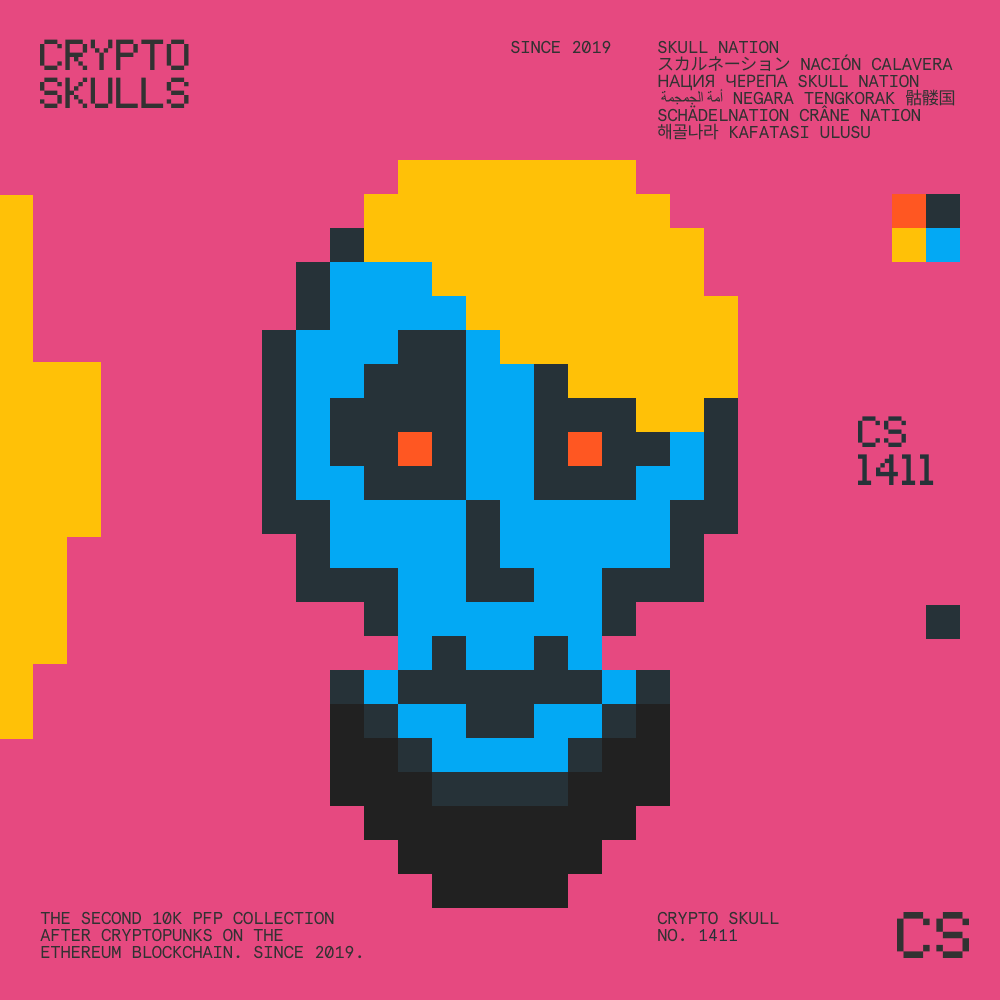 CRYPTO
SKULLS
SINCE 2019
SKULL NATION
スカルネーション NACIÓN CALAVERA
НАЦИЯ ЧЕРЕПА SKULL NATION
أمة الجمجمة NEGARA TENGKORAK 骷髅国
SCHÄDELNATION CRÂNE NATION
해골나라 KAFATASI ULUSU
CS
1411
THE SECOND 10K PFP COLLECTION
AFTER CRYPTOPUNKS ON THE
ETHEREUM BLOCKCHAIN. SINCE 2019.
CRYPTO SKULL
NO. 1411
CS